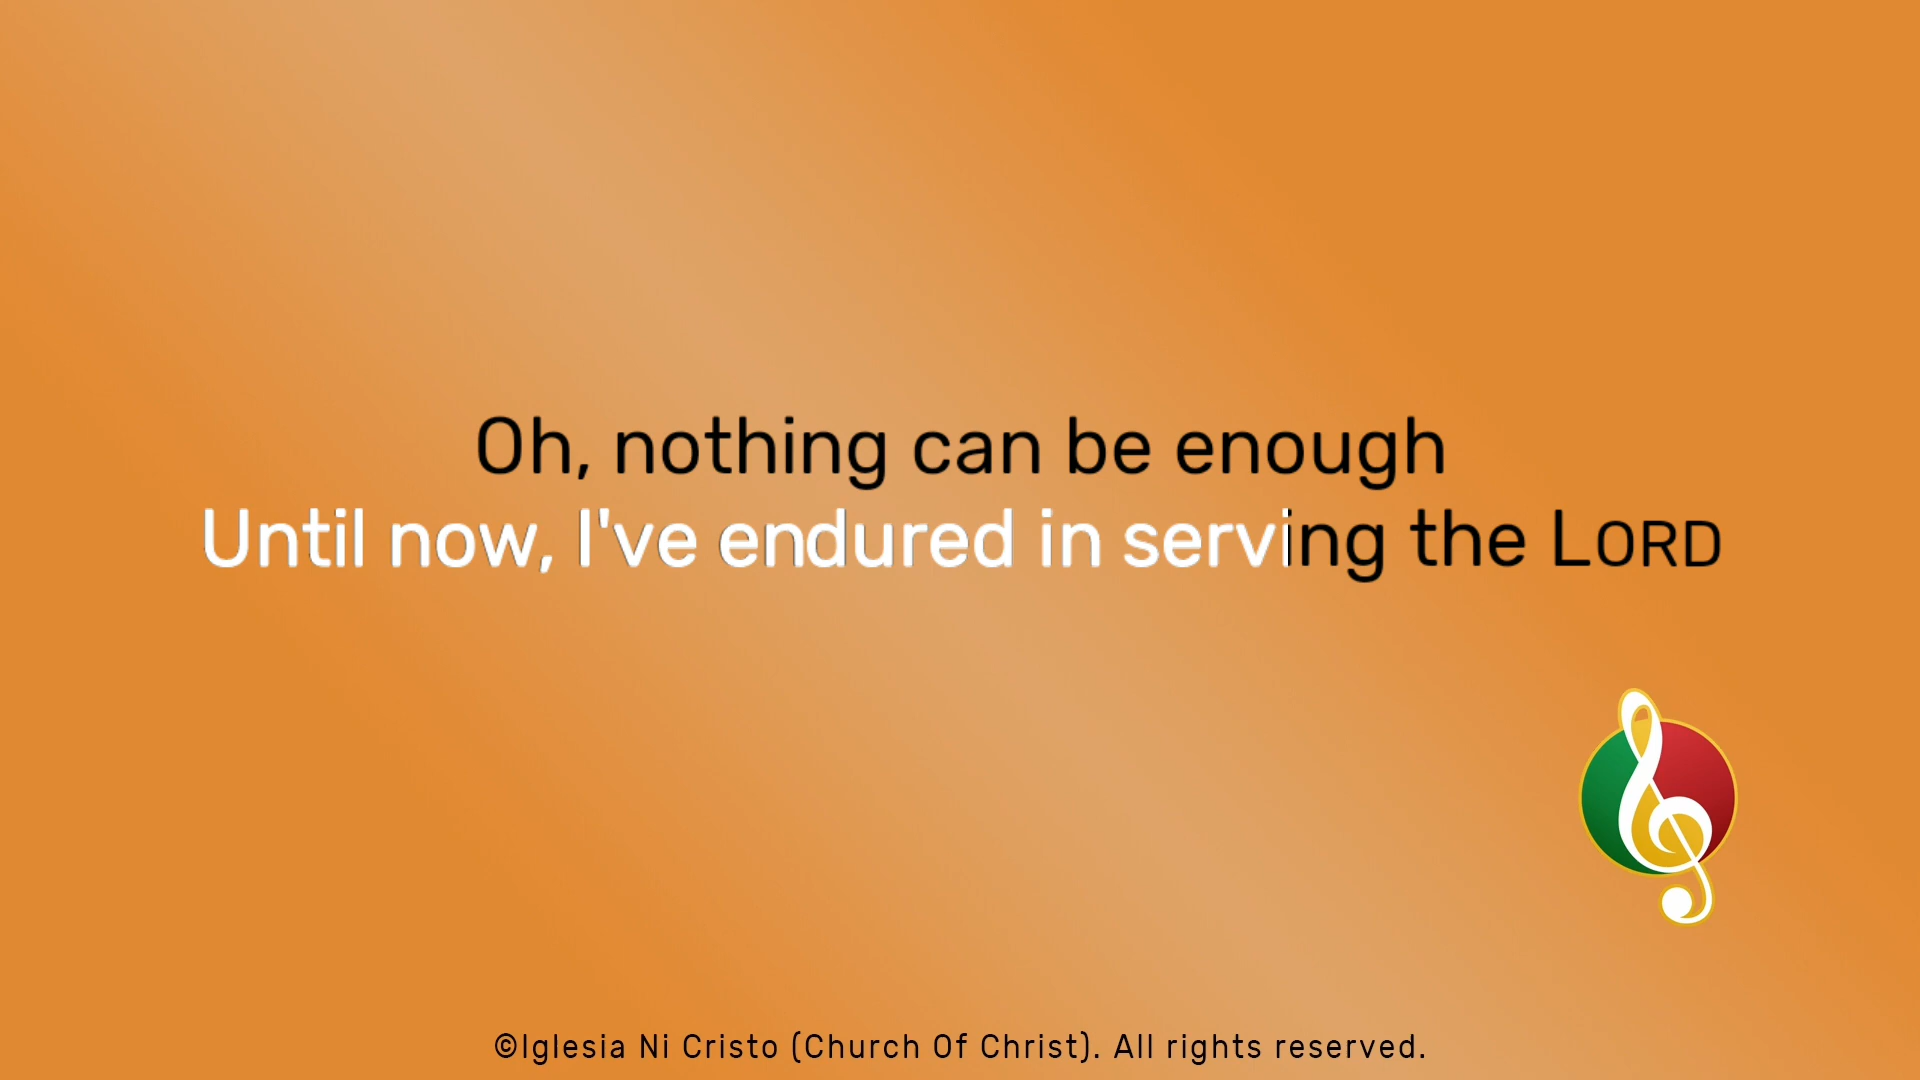 Oh, nothing can be enough
Until now, I've endured in serving the LORD
©Iglesia Ni Cristo (Church Of Christ). All rights reserved.